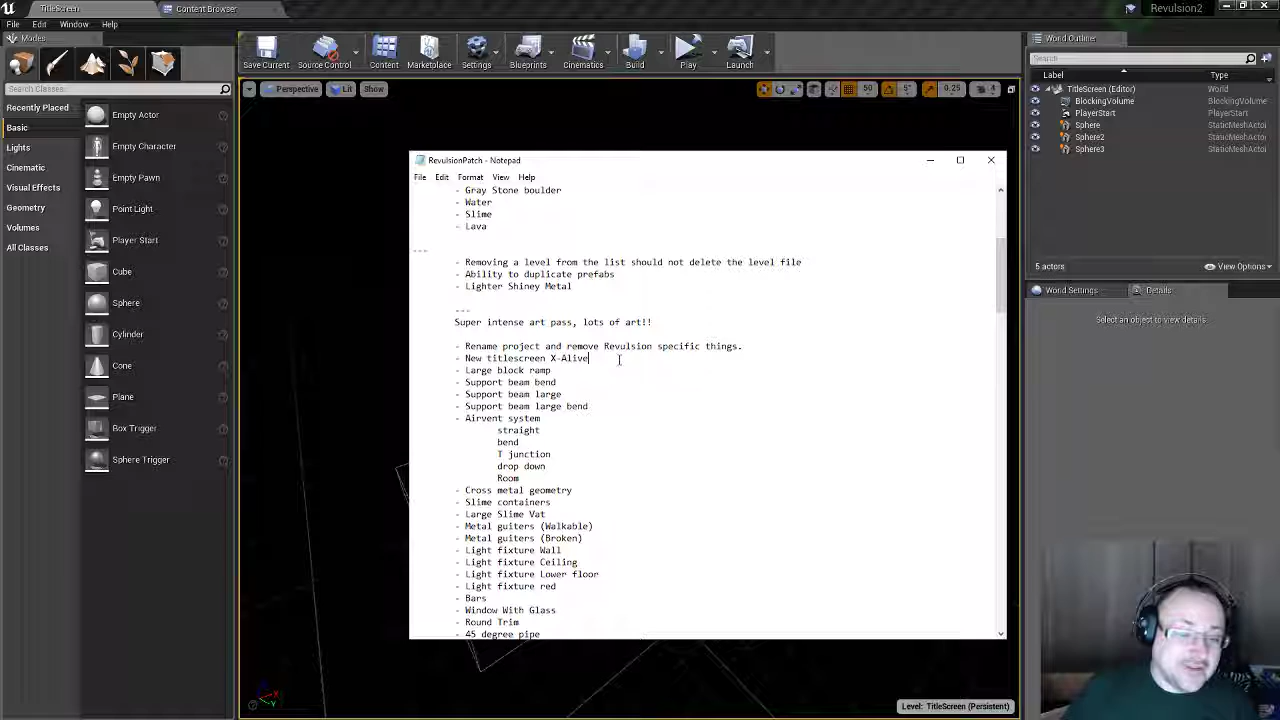 TitleScreen
Content Browser
Revulsion2
File Edit Window Help
Modes
Search Classes
Recently Placed
Basic
Lights
Cinematic
Visual Effects
Geometry
Volumes
All Classes
Empty Actor
Empty Character
Empty Pawn
Point Light
Player Start
Cube
Sphere
Cylinder
Cone
Plane
Box Trigger
Sphere Trigger
Save Current Source Control Content Marketplace Settings Blueprints Cinematics Build Play Launch
Perspective Lit Show
50 5° 0.25 4
RevulsionPatch - Notepad
File Edit Format View Help
- Gray Stone boulder
- Water
- Slime
- Lava
---
- Removing a level from the list should not delete the level file
- Ability to duplicate prefabs
- Lighter Shiney Metal
---
Super intense art pass, lots of art!!
- Rename project and remove Revulsion specific things.
- New titlescreen X-Alive
- Large block ramp
- Support beam bend
- Support beam large
- Support beam large bend
- Airvent system
straight
bend
T junction
drop down
Room
- Cross metal geometry
- Slime containers
- Large Slime Vat
- Metal guiters (Walkable)
- Metal guiters (Broken)
- Light fixture Wall
- Light fixture Ceiling
- Light fixture Lower floor
- Light fixture red
- Bars
- Window With Glass
- Round Trim
- 45 degree pipe
Level: TitleScreen (Persistent)
World Outliner
Search
Label Type
TitleScreen (Editor) World
BlockingVolume BlockingVolume
PlayerStart PlayerStart
Sphere StaticMeshActor
Sphere2 StaticMeshActor
Sphere3 StaticMeshActor
5 actors
View Options
World Settings Details
Select an object to view details.